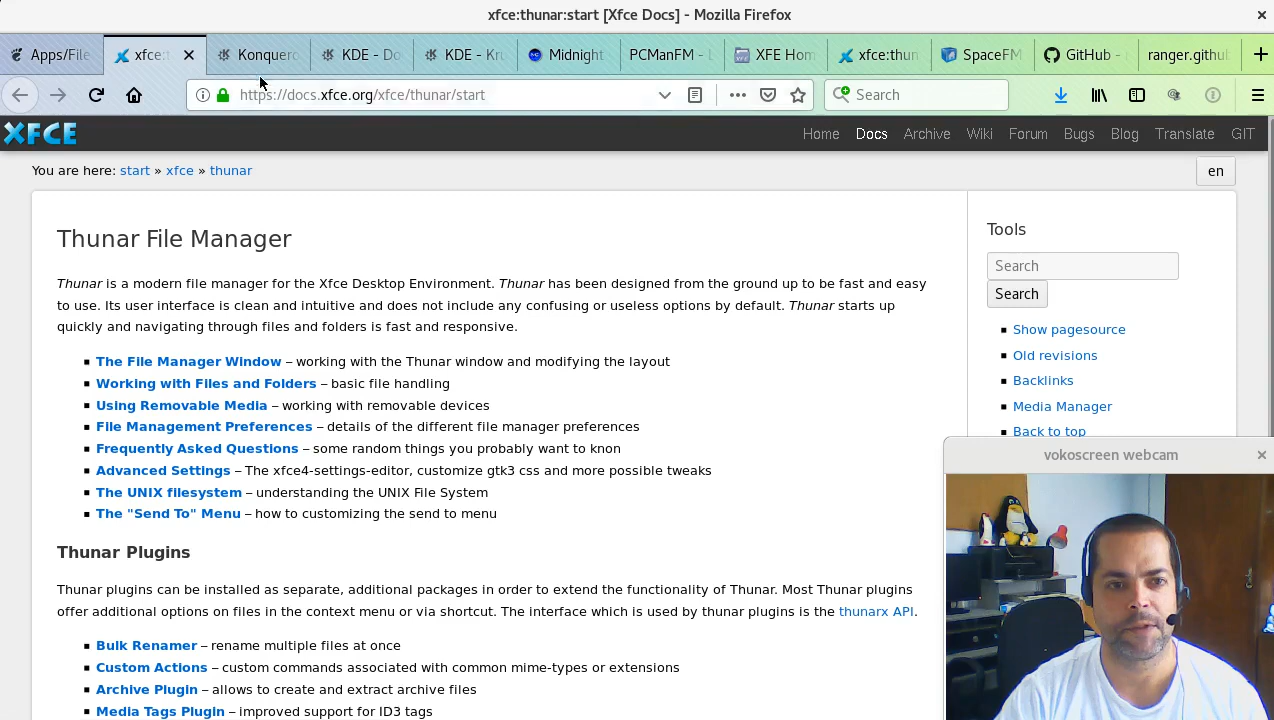 xfce:thunar:start [Xfce Docs] - Mozilla Firefox ×
Apps/File xfce:t × Konquero KDE - Do KDE - Kru Midnight PCManFM - L XFE Hom xfce:thun SpaceFM GitHub - ranger.githu +
https://docs.xfce.org/xfce/thunar/start Search
XFCE Home Docs Archive Wiki Forum Bugs Blog Translate GIT
You are here: start » xfce » thunar en
Thunar File Manager
Thunar is a modern file manager for the Xfce Desktop Environment. Thunar has been designed from the ground up to be fast and easy
to use. Its user interface is clean and intuitive and does not include any confusing or useless options by default. Thunar starts up
quickly and navigating through files and folders is fast and responsive.
The File Manager Window – working with the Thunar window and modifying the layout
Working with Files and Folders – basic file handling
Using Removable Media – working with removable devices
File Management Preferences – details of the different file manager preferences
Frequently Asked Questions – some random things you probably want to knon
Advanced Settings – The xfce4-settings-editor, customize gtk3 css and more possible tweaks
The UNIX filesystem – understanding the UNIX File System
The "Send To" Menu – how to customizing the send to menu
Thunar Plugins
Thunar plugins can be installed as separate, additional packages in order to extend the functionality of Thunar. Most Thunar plugins
offer additional options on files in the context menu or via shortcut. The interface which is used by thunar plugins is the thunarx API.
Bulk Renamer – rename multiple files at once
Custom Actions – custom commands associated with common mime-types or extensions
Archive Plugin – allows to create and extract archive files
Media Tags Plugin – improved support for ID3 tags
Tools
Search
Search
Show pagesource
Old revisions
Backlinks
Media Manager
Back to top
vokoscreen webcam ×